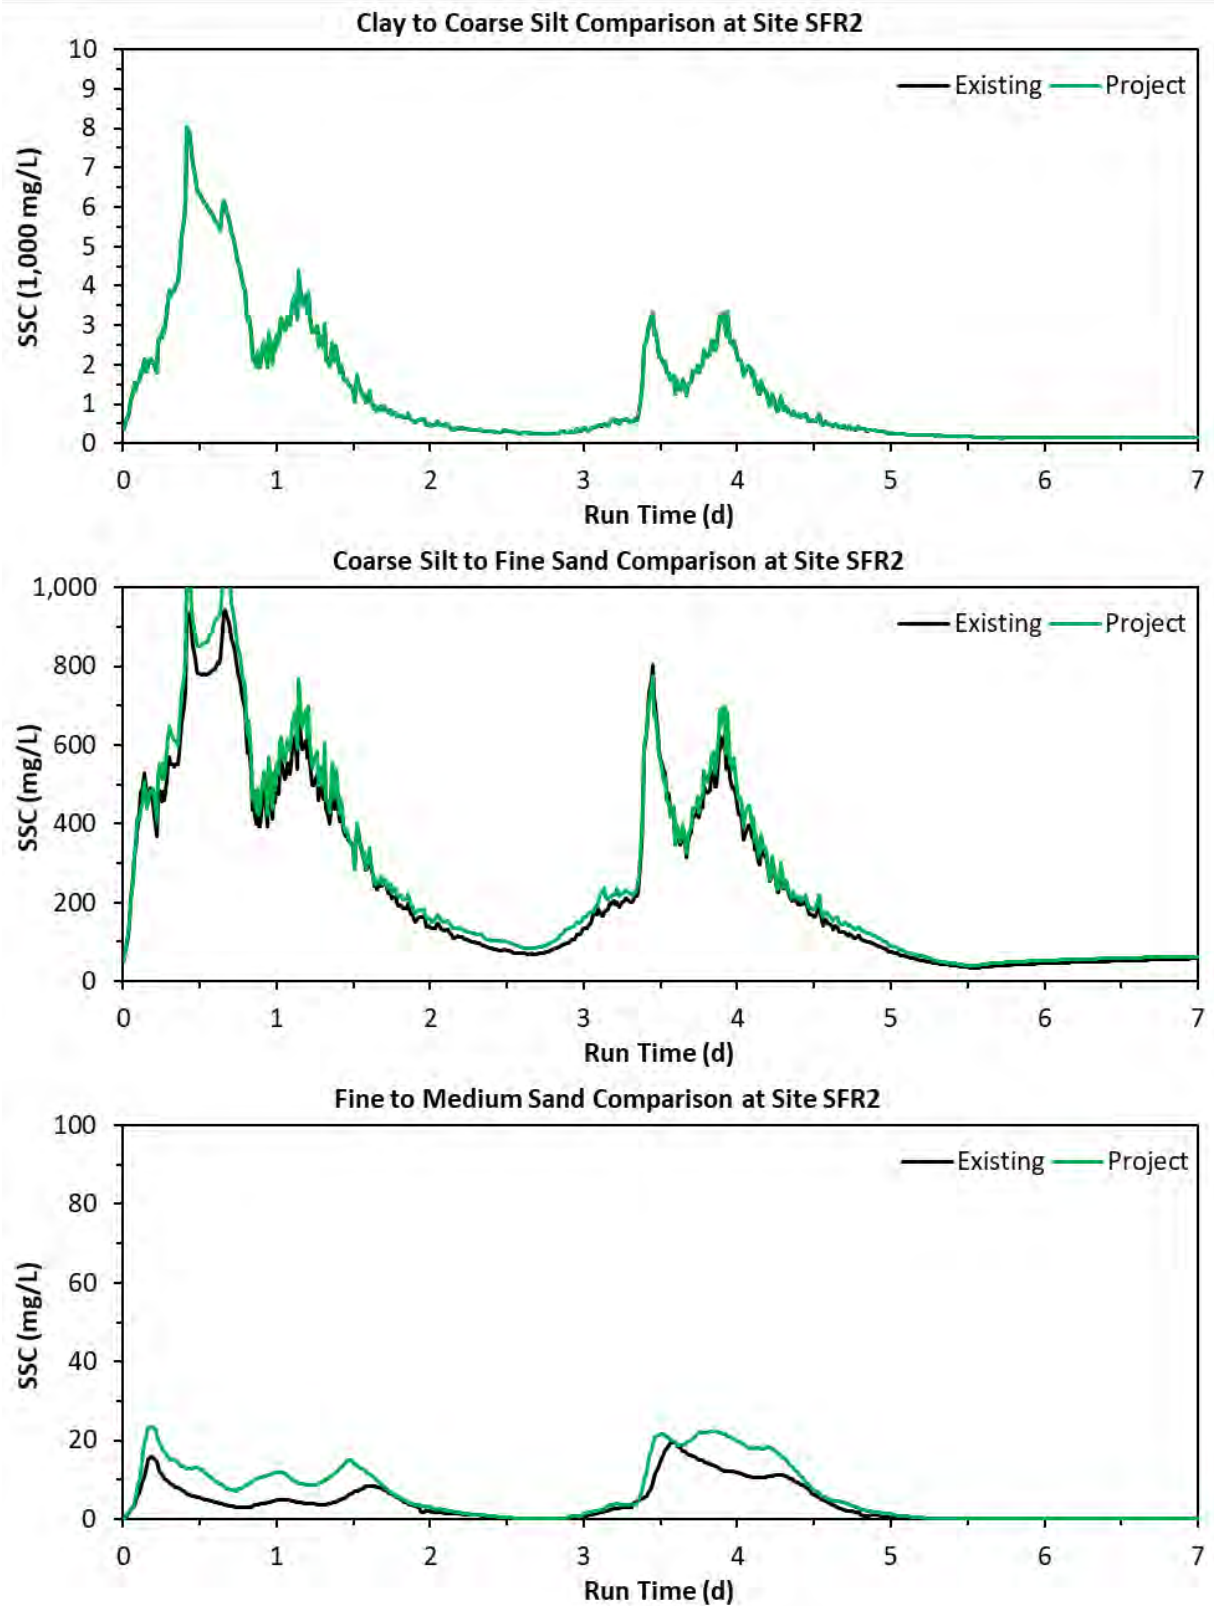 Clay to Coarse Silt Comparison at Site SFR2
10
9
8
7
6
5
4
3
2
1
0
SSC (1,000 mg/L)
Existing Project
0 1 2 3 4 5 6 7
Run Time (d)
Coarse Silt to Fine Sand Comparison at Site SFR2
1,000
800
600
400
200
0
SSC (mg/L)
Existing Project
0 1 2 3 4 5 6 7
Run Time (d)
Fine to Medium Sand Comparison at Site SFR2
100
80
60
40
20
0
SSC (mg/L)
Existing Project
0 1 2 3 4 5 6 7
Run Time (d)